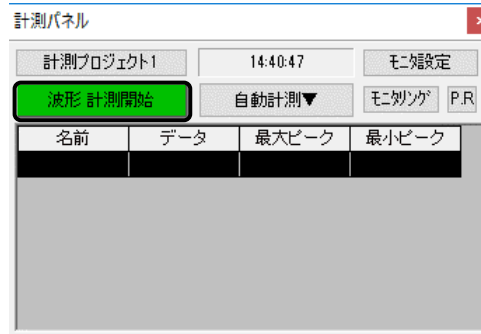 計測パネル
計測プロジェクト1 14:40:47 モニタ設定
波形 計測開始 自動計測▼ モニタリング P.R
名前 データ 最大ピーク 最小ピーク